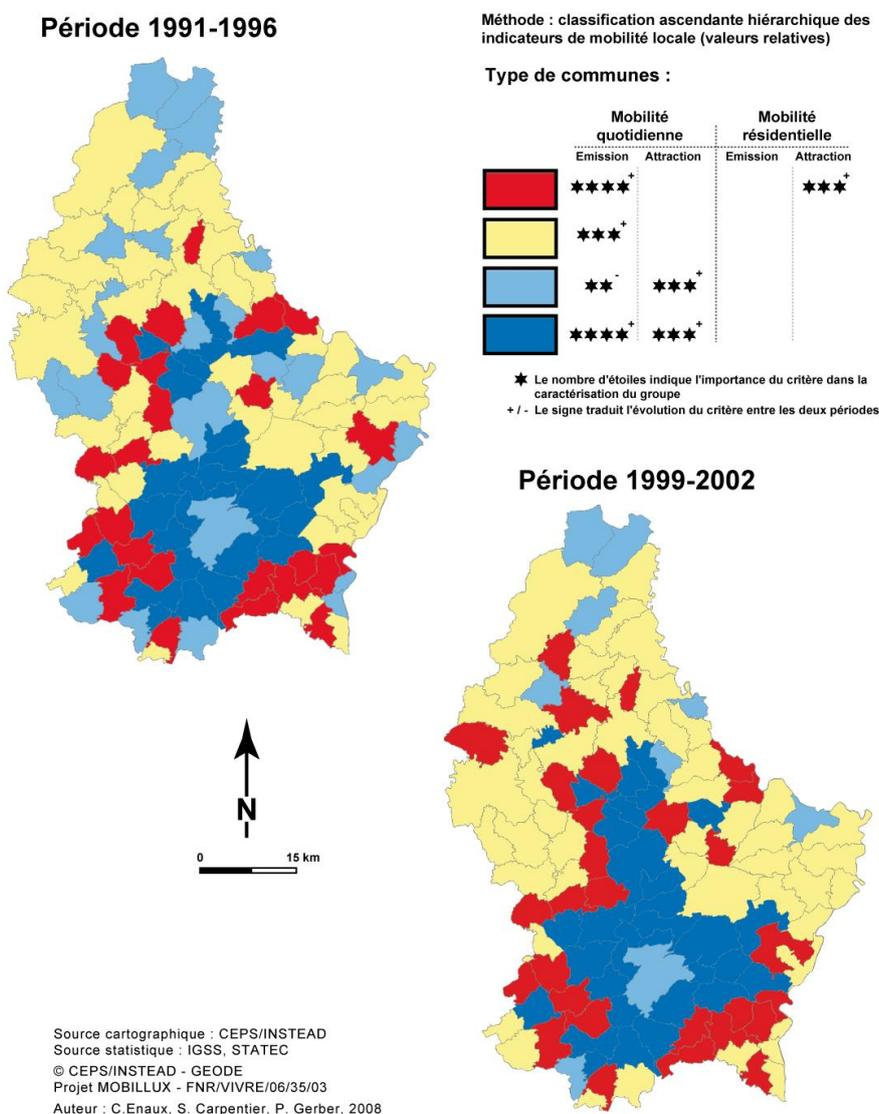 Période 1991-1996
Méthode : classification ascendante hiérarchique des
indicateurs de mobilité locale (valeurs relatives)
Type de communes :
Mobilité
quotidienne
Mobilité
résidentielle
Emission
Attraction
Emission
Attraction
+
+
+
-
+
+
+
Le nombre d'étoiles indique l'importance du critère dans la
caractérisation du groupe
+ / - Le signe traduit l'évolution du critère entre les deux périodes
Période 1999-2002
N
0 15 km
Source cartographique : CEPS/INSTEAD
Source statistique : IGSS, STATEC
© CEPS/INSTEAD - GEODE
Projet MOBILLUX - FNR/VIVRE/06/35/03
Auteur : C.Enaux, S. Carpentier, P. Gerber, 2008